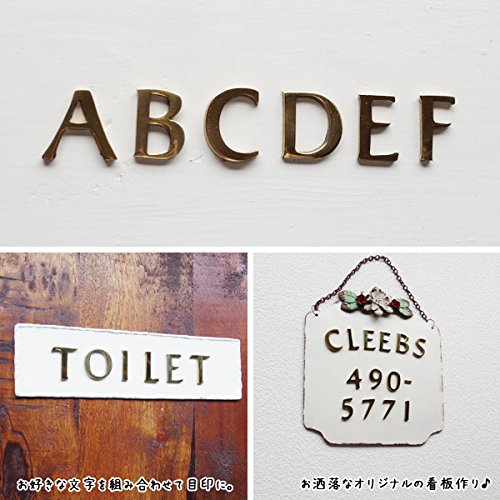 ABCDEF
TOILET
CLEEBS
490-
5771
お好きな文字を組み合わせて目印に。
お洒落なオリジナルの看板作り♪